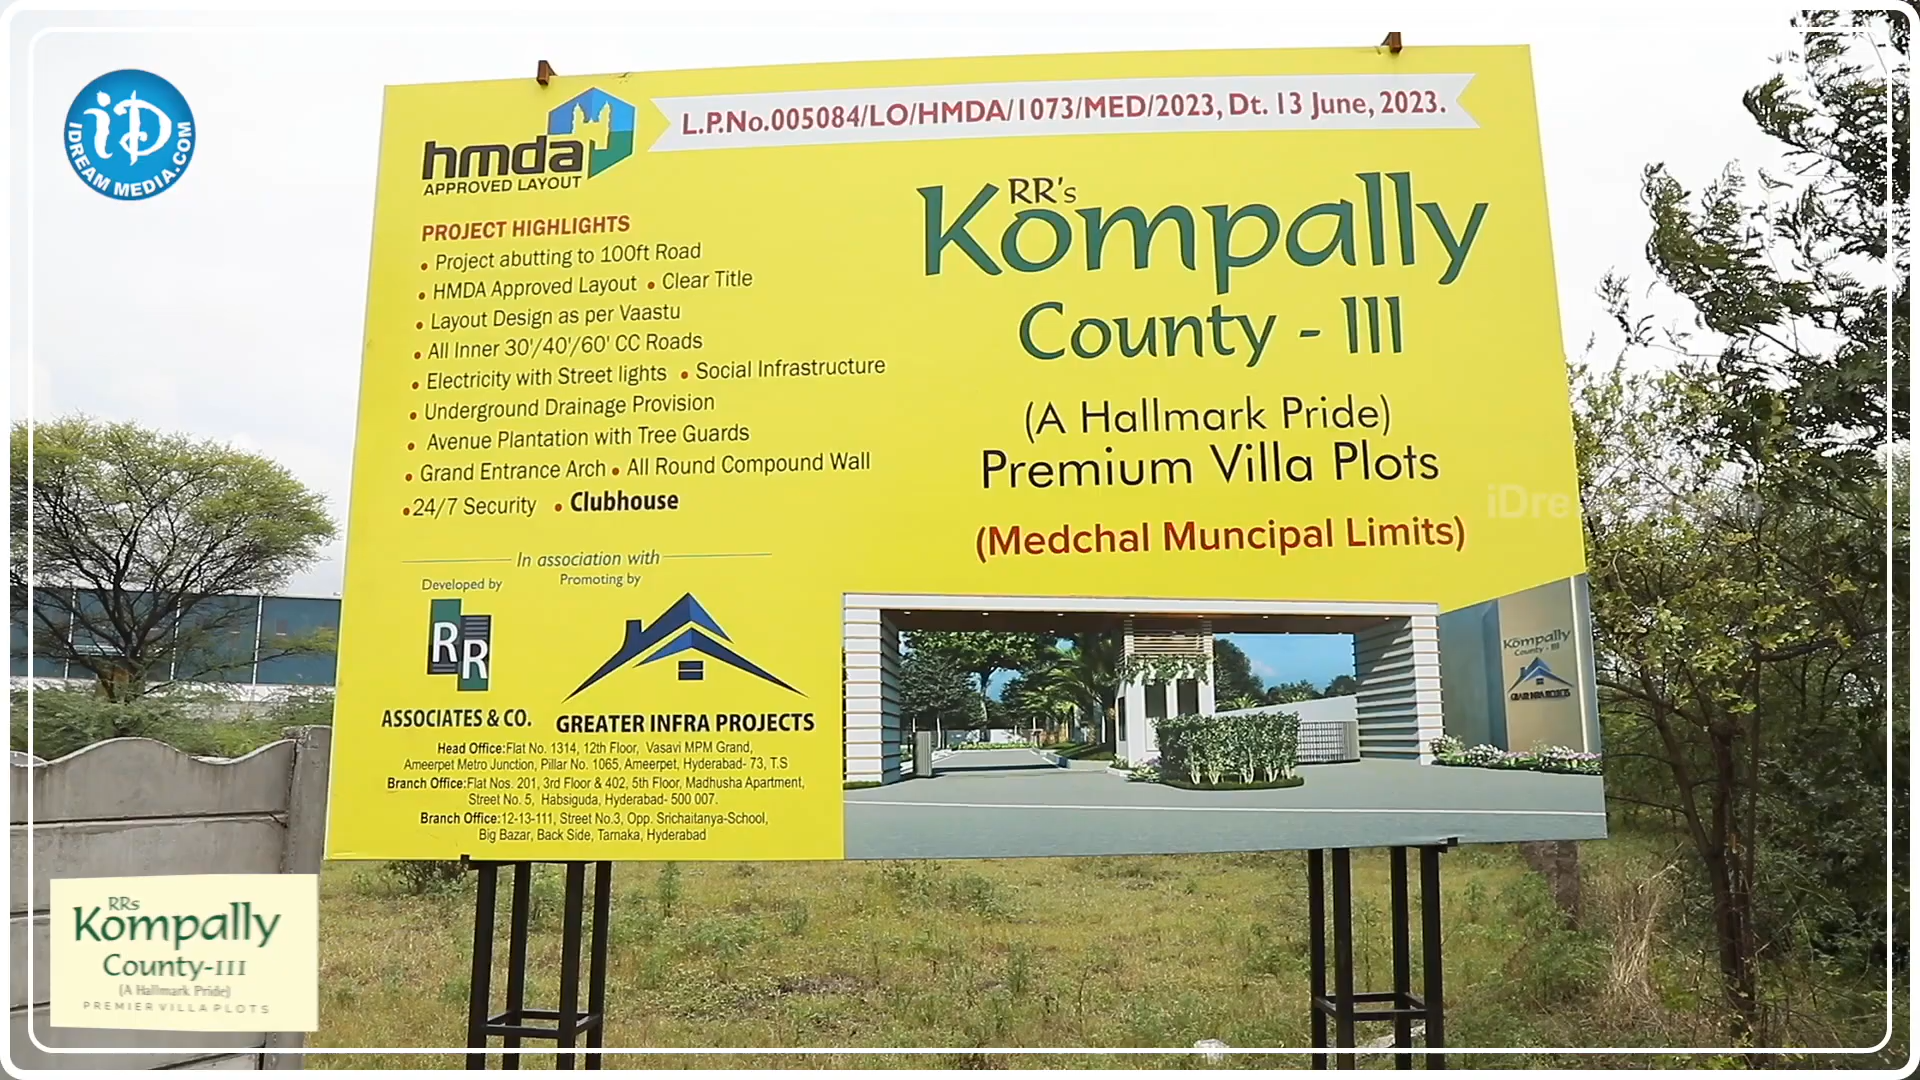 iD
IDREAM MEDIA.COM
hmda
APPROVED LAYOUT
L.P.No.005084/LO/HMDA/1073/MED/2023, Dt. 13 June, 2023.
PROJECT HIGHLIGHTS
• Project abutting to 100ft Road
• HMDA Approved Layout • Clear Title
• Layout Design as per Vaastu
• All Inner 30'/40'/60' CC Roads
• Electricity with Street lights • Social Infrastructure
• Underground Drainage Provision
• Avenue Plantation with Tree Guards
• Grand Entrance Arch • All Round Compound Wall
•24/7 Security • Clubhouse
RR's
Kompally
County - III
(A Hallmark Pride)
Premium Villa Plots
(Medchal Muncipal Limits)
In association with
Developed by
Promoting by
RR
ASSOCIATES & CO.
GREATER INFRA PROJECTS
Head Office:Flat No. 1314, 12th Floor, Vasavi MPM Grand,
Ameerpet Metro Junction, Pillar No. 1065, Ameerpet, Hyderabad- 73, T.S
Branch Office:Flat Nos. 201, 3rd Floor & 402, 5th Floor, Madhusha Apartment,
Street No. 5, Habsiguda, Hyderabad- 500 007.
Branch Office:12-13-111, Street No.3, Opp. Srichaitanya-School,
Big Bazar, Back Side, Tarnaka, Hyderabad
Kompally
County - III
GREATER INFRA PROJECTS
RRs
Kompally
County-III
(A Hallmark Pride)
PREMIER VILLA PLOTS